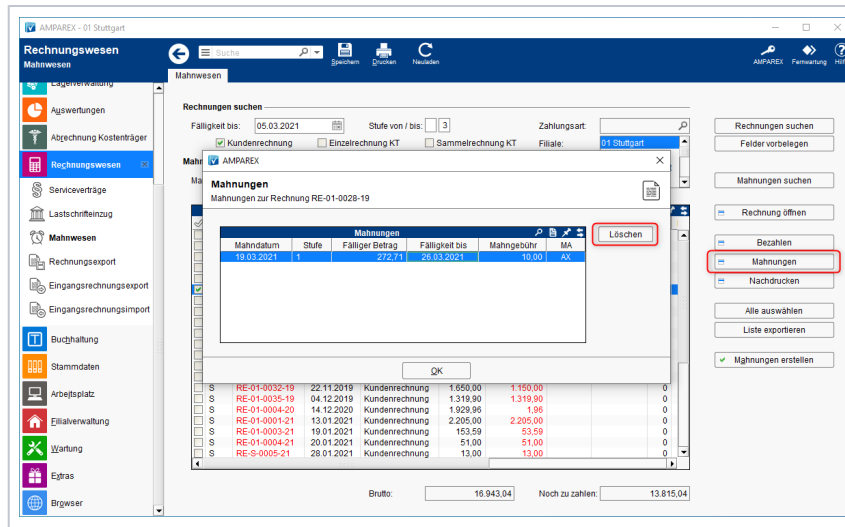 AMPAREX - 01 Stuttgart
Rechnungswesen
Mahnwesen
Suche
Speichern
Drucken
Neuladen
AMPAREX
Fernwartung
Mahnwesen
Lagerverwaltung
Auswertungen
Abrechnung Kostenträger
Rechnungswesen
Serviceverträge
Lastschrifteinzug
Mahnwesen
Rechnungsexport
Eingangsrechnungsexport
Eingangsrechnungsimport
Buchhaltung
Stammdaten
Arbeitsplatz
Filialverwaltung
Wartung
Extras
Browser
Rechnungen suchen
Fälligkeit bis: 05.03.2021 Stufe von / bis: 3 Zahlungsart:
Kundenrechnung Einzelrechnung KT Sammelrechnung KT Filiale: 01 Stuttgart
AMPAREX
Mahnungen
Mahnungen zur Rechnung RE-01-0028-19
Mahnungen
Mahndatum Stufe Fälliger Betrag Fälligkeit bis Mahngebühr MA
19.03.2021 1 272,71 26.03.2021 10,00 AX
Löschen
OK
S RE-01-0032-19 22.11.2019 Kundenrechnung 1.650,00 1.150,00 0
S RE-01-0035-19 04.12.2019 Kundenrechnung 1.319,90 1.319,90 0
S RE-01-0004-20 14.12.2020 Kundenrechnung 1.929,96 1,96 0
S RE-01-0001-21 13.01.2021 Kundenrechnung 2.205,00 2.205,00 0
S RE-01-0003-21 19.01.2021 Kundenrechnung 153,59 53,59 0
S RE-01-0004-21 20.01.2021 Kundenrechnung 51,00 51,00 0
S RE-S-0005-21 28.01.2021 Kundenrechnung 13,00 13,00 0
Brutto: 16.943,04 Noch zu zahlen: 13.815,04
Rechnungen suchen
Felder vorbelegen
Mahnungen suchen
Rechnung öffnen
Bezahlen
Mahnungen
Nachdrucken
Alle auswählen
Liste exportieren
Mahnungen erstellen